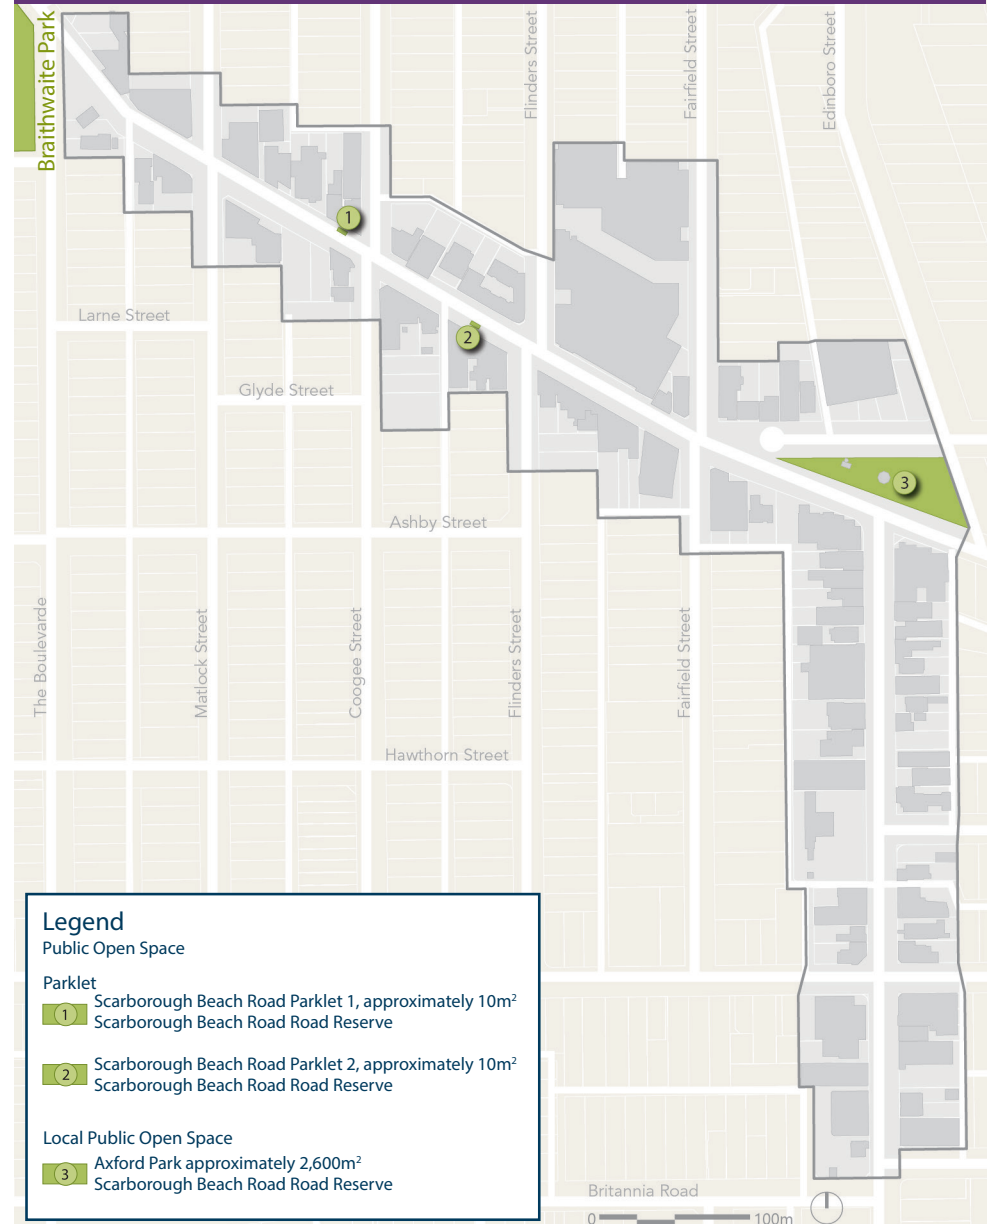 Braithwaite Park
Flinders Street
Fairfield Street
Edinboro Street
1
2
3
Larne Street
Glyde Street
Ashby Street
The Boulevarde
Matlock Street
Coogee Street
Flinders Street
Fairfield Street
Hawthorn Street
Legend
Public Open Space
Parklet
1 Scarborough Beach Road Parklet 1, approximately 10m²
Scarborough Beach Road Road Reserve
2 Scarborough Beach Road Parklet 2, approximately 10m²
Scarborough Beach Road Road Reserve
Local Public Open Space
3 Axford Park approximately 2,600m²
Scarborough Beach Road Road Reserve
Britannia Road
0 100m